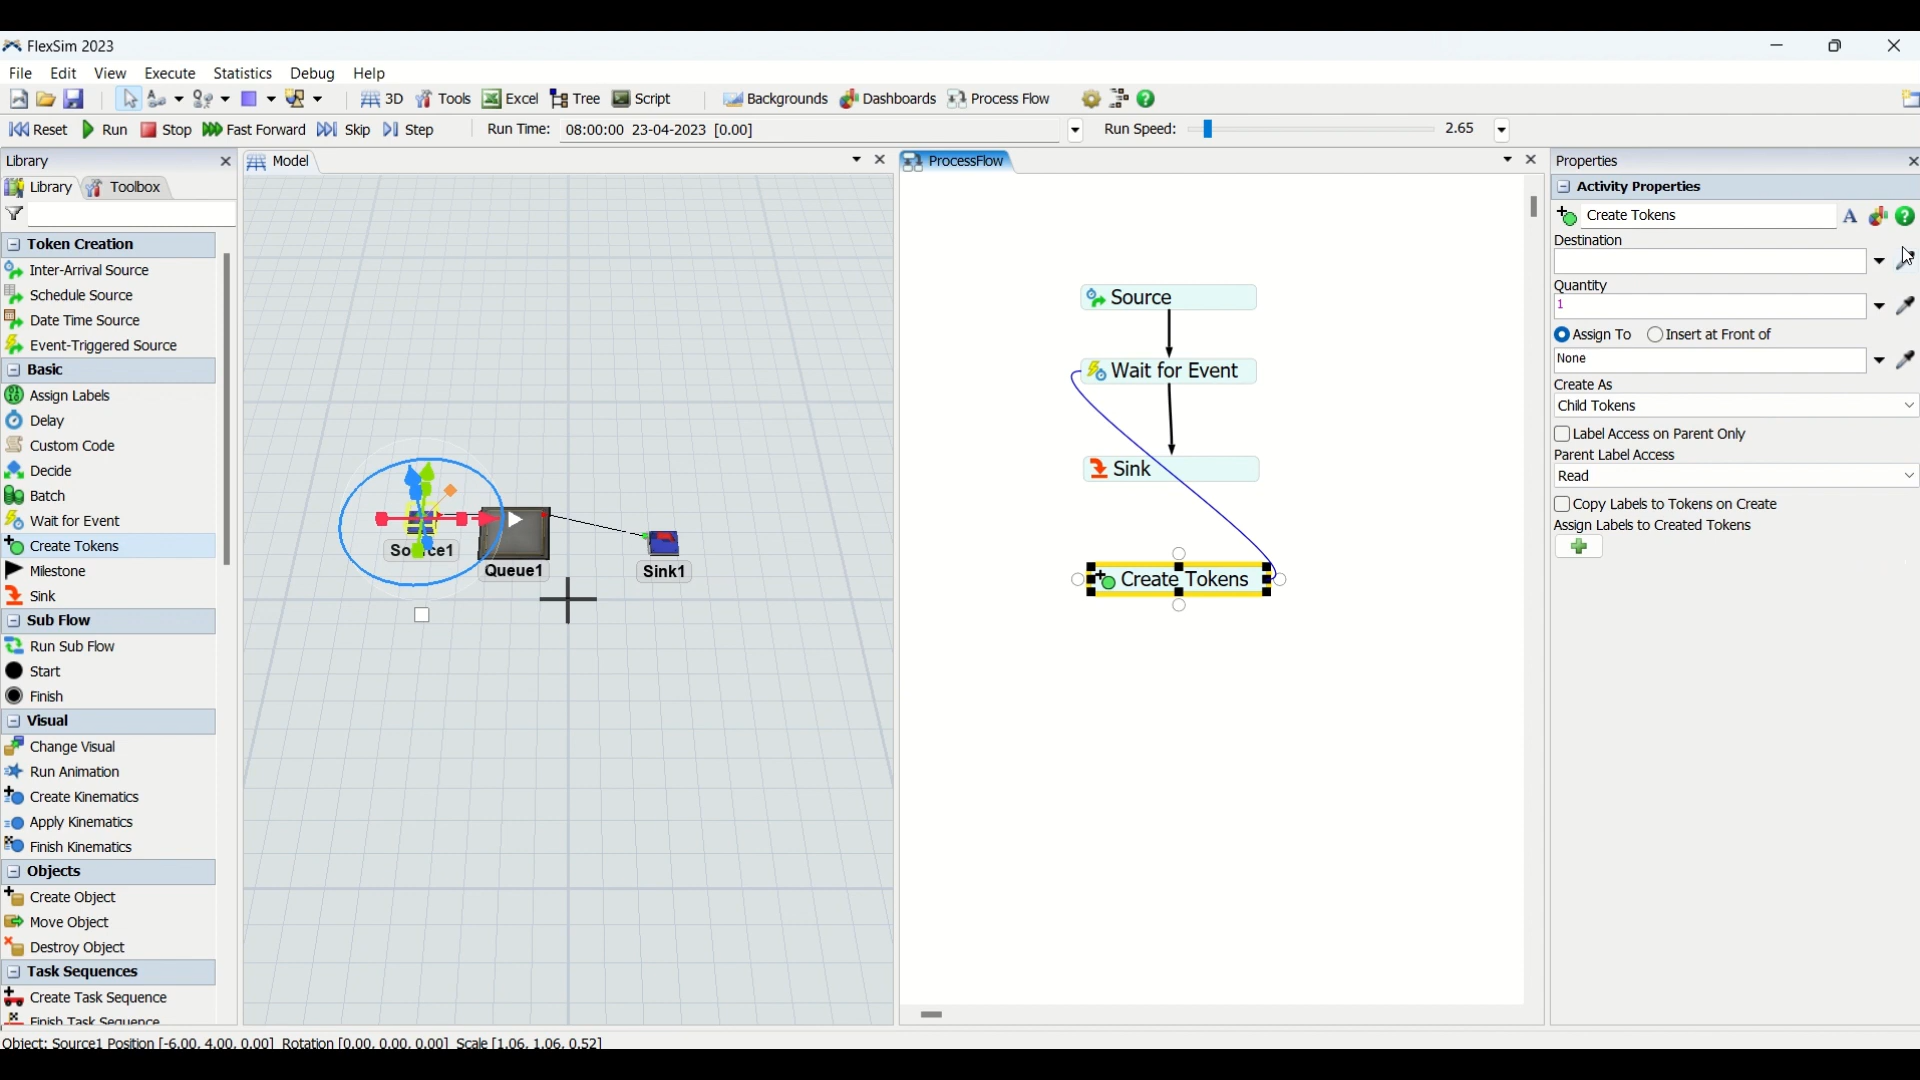 FlexSim 2023
File Edit View Execute Statistics Debug Help
3D Tools Excel Tree Script Backgrounds Dashboards Process Flow
Reset Run Stop Fast Forward Skip Step Run Time: 08:00:00 23-04-2023 [0.00] Run Speed: 2.65
Library
Library Toolbox
Token Creation
Inter-Arrival Source
Schedule Source
Date Time Source
Event-Triggered Source
Basic
Assign Labels
Delay
Custom Code
Decide
Batch
Wait for Event
Create Tokens
Milestone
Sink
Sub Flow
Run Sub Flow
Start
Finish
Visual
Change Visual
Run Animation
Create Kinematics
Apply Kinematics
Finish Kinematics
Objects
Create Object
Move Object
Destroy Object
Task Sequences
Create Task Sequence
Finish Task Sequence
Model
Source1
Queue1
Sink1
ProcessFlow
Source
Wait for Event
Sink
Create Tokens
Properties
Activity Properties
Create Tokens A
Destination
Quantity
1
Assign To Insert at Front of
None
Create As
Child Tokens
Label Access on Parent Only
Parent Label Access
Read
Copy Labels to Tokens on Create
Assign Labels to Created Tokens
Object: Source1 Position [-6.00, 4.00, 0.00] Rotation [0.00, 0.00, 0.00] Scale [1.06, 1.06, 0.52]